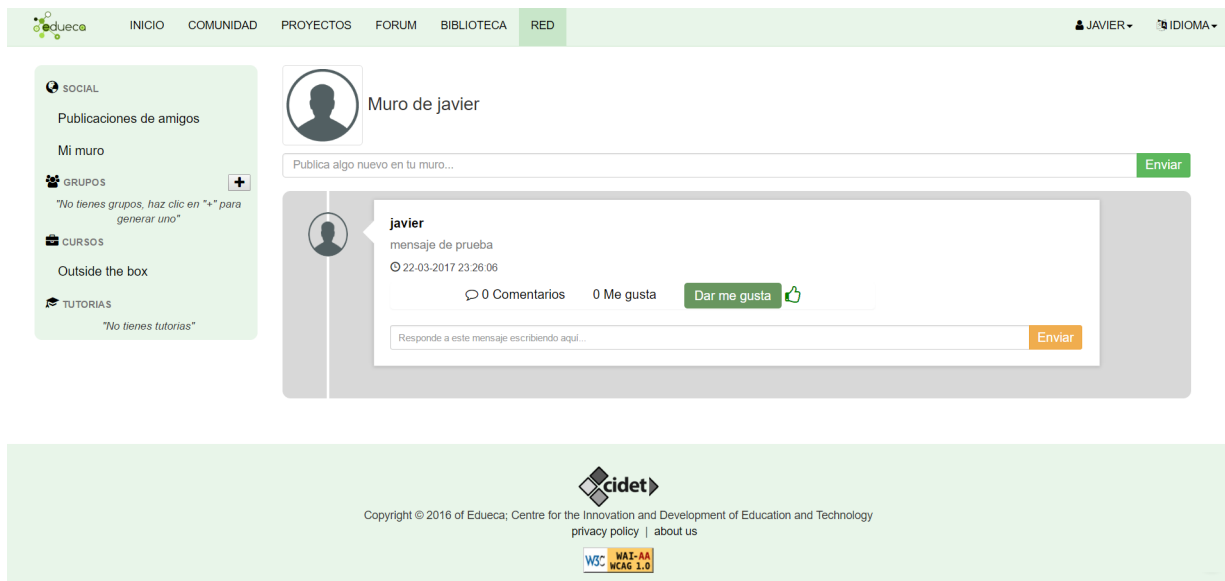 edueca INICIO COMUNIDAD PROYECTOS FORUM BIBLIOTECA RED JAVIER IDIOMA
SOCIAL
Publicaciones de amigos
Mi muro
GRUPOS +
"No tienes grupos, haz clic en "+" para
generar uno"
CURSOS
Outside the box
TUTORIAS
"No tienes tutorias"
Muro de javier
Publica algo nuevo en tu muro... Enviar
javier
mensaje de prueba
22-03-2017 23:26:06
0 Comentarios 0 Me gusta Dar me gusta
Responde a este mensaje escribiendo aquí... Enviar
cidet
Copyright © 2016 of Edueca; Centre for the Innovation and Development of Education and Technology
privacy policy | about us
W3C WAI-AA
WCAG 1.0